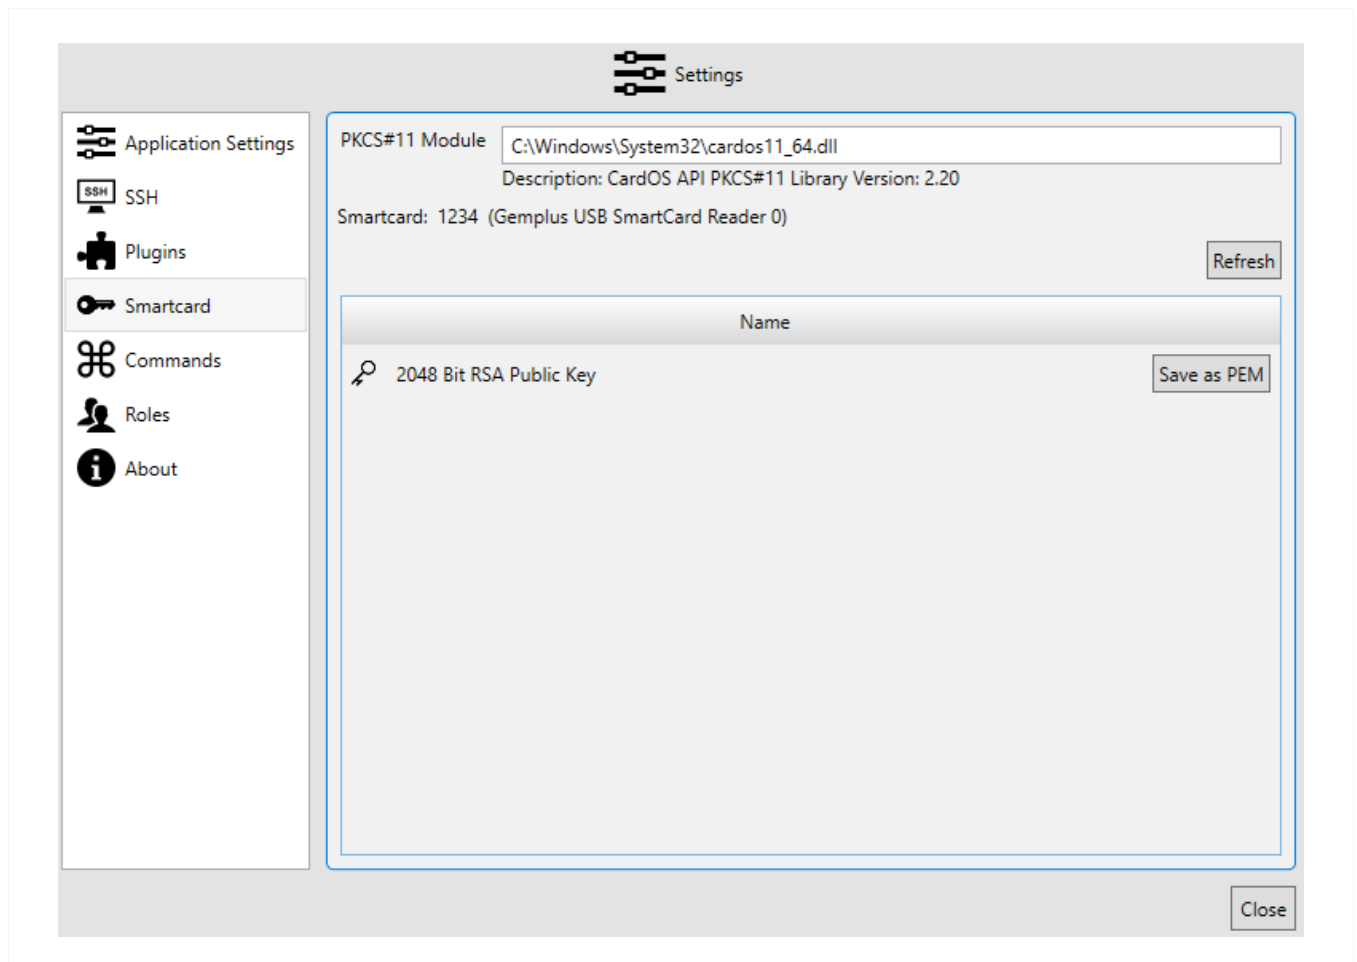 Settings
Application Settings
SSH
SSH
Plugins
Smartcard
Commands
Roles
About
PKCS#11 Module
C:\Windows\System32\cardos11_64.dll
Description: CardOS API PKCS#11 Library Version: 2.20
Smartcard: 1234 (Gemplus USB SmartCard Reader 0)
Refresh
Name
2048 Bit RSA Public Key
Save as PEM
Close